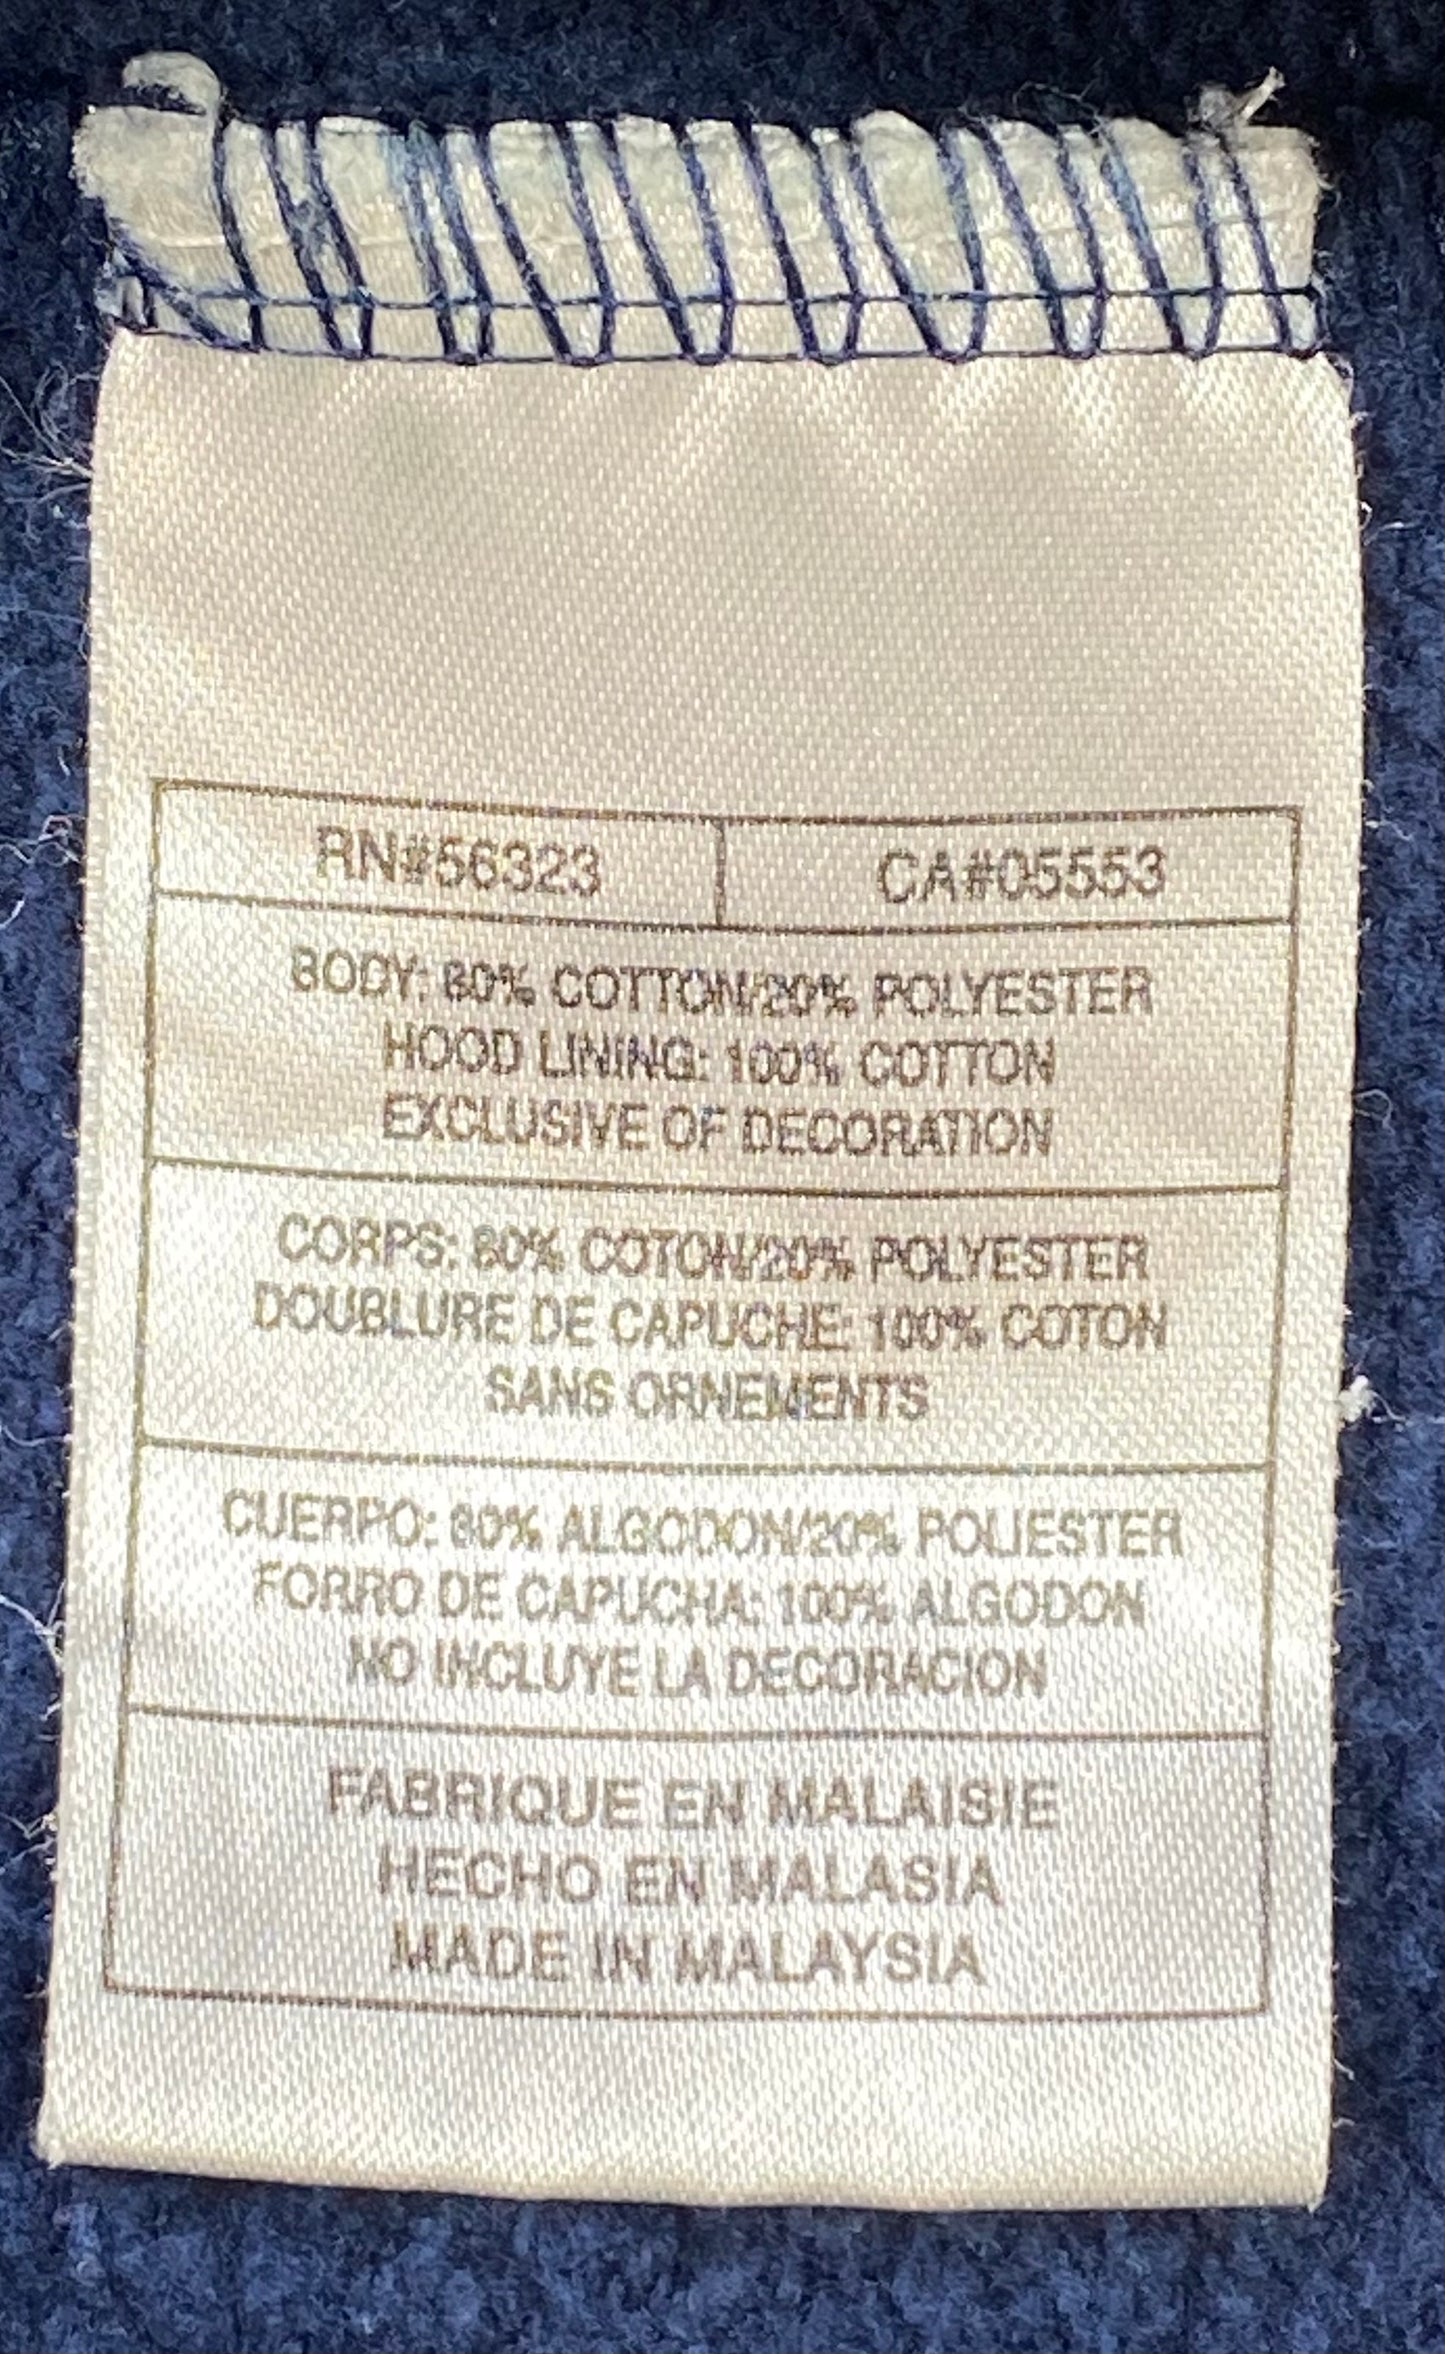 RN#56323 CA#05553
BODY: 80% COTTON/20% POLYESTER
HOOD LINING: 100% COTTON
EXCLUSIVE OF DECORATION
CORPS: 80% COTON/20% POLYESTER
DOUBLURE DE CAPUCHE: 100% COTON
SANS ORNEMENTS
CUERPO: 80% ALGODON/20% POLIESTER
FORRO DE CAPUCHA: 100% ALGODON
NO INCLUYE LA DECORACION
FABRIQUE EN MALAISIE
HECHO EN MALASIA
MADE IN MALAYSIA